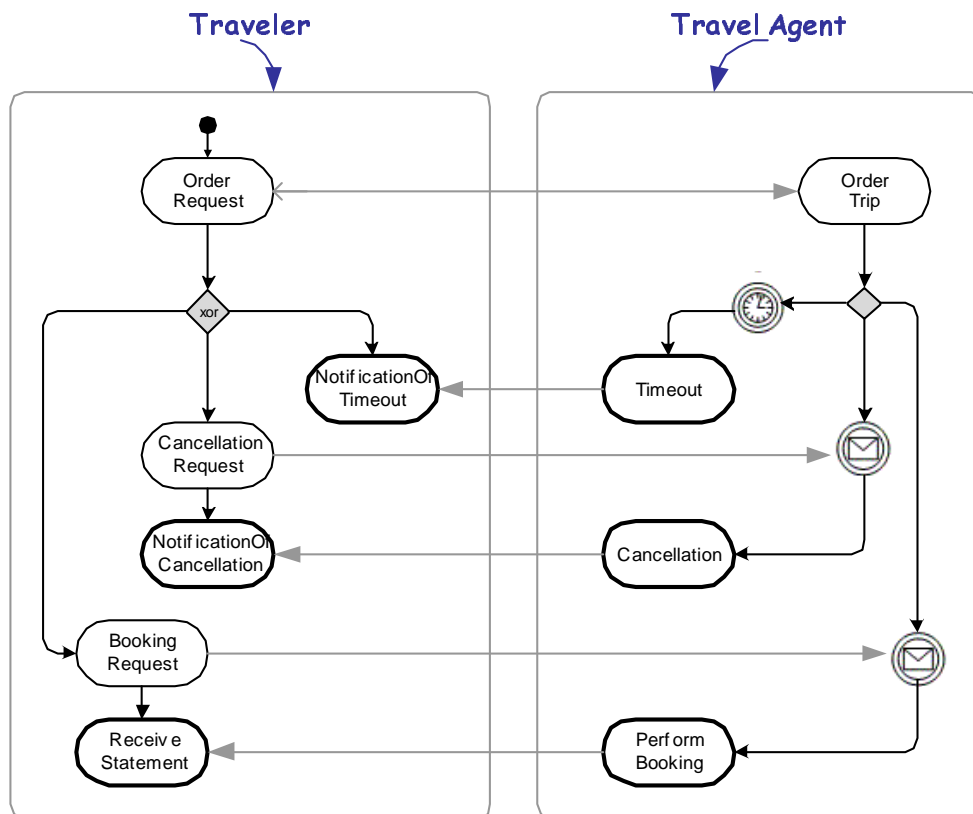 Traveler
Travel Agent
Order
Request
Order
Trip
xor
NotificationOf
Timeout
Timeout
Cancellation
Request
NotificationOf
Cancellation
Cancellation
Booking
Request
Receive
Statement
Perform
Booking